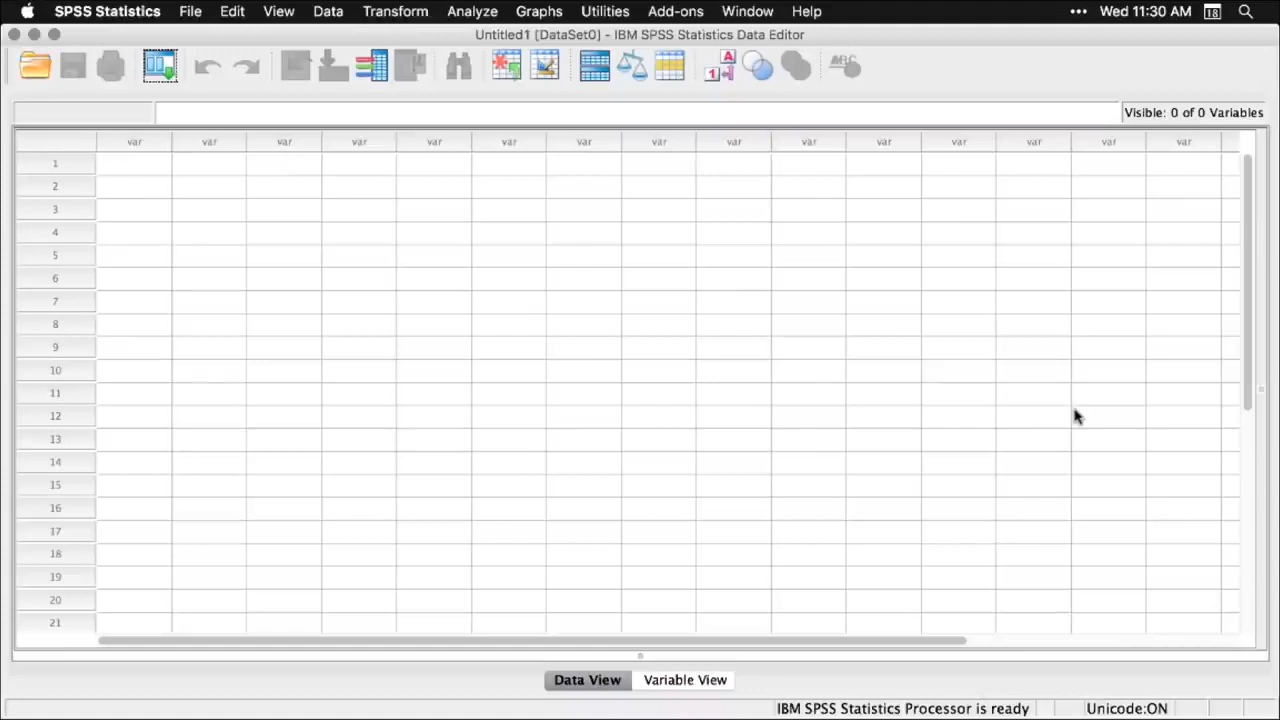 SPSS Statistics File Edit View Data Transform Analyze Graphs Utilities Add-ons Window Help ••• Wed 11:30 AM 18
Untitled1 [DataSet0] - IBM SPSS Statistics Data Editor
A
1
ABC
Visible: 0 of 0 Variables
var var var var var var var var var var var var var var var
1
2
3
4
5
6
7
8
9
10
11
12
13
14
15
16
17
18
19
20
21
Data View Variable View
IBM SPSS Statistics Processor is ready Unicode:ON